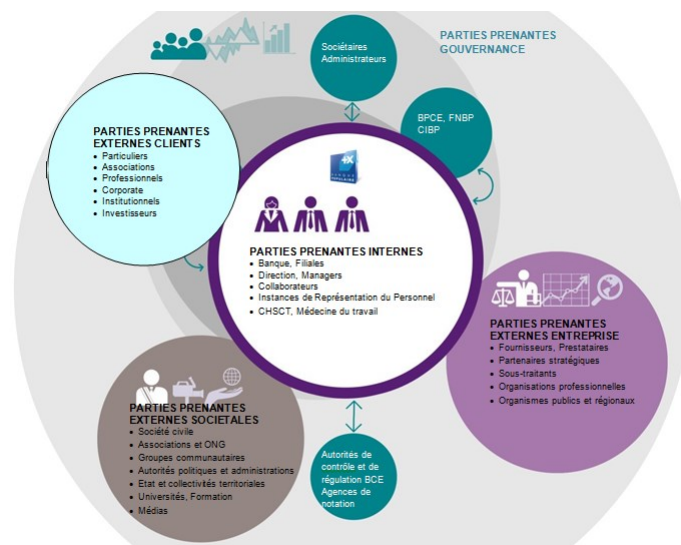 PARTIES PRENANTES
GOUVERNANCE
Sociétaires
Administrateurs
BPCE, FNBP
CIBP
PARTIES PRENANTES
EXTERNES CLIENTS
• Particuliers
• Associations
• Professionnels
• Corporate
• Institutionnels
• Investisseurs
PARTIES PRENANTES INTERNES
• Banque, Filiales
• Direction, Managers
• Collaborateurs
• Instances de Représentation du Personnel
• CHSCT, Médecine du travail
PARTIES PRENANTES
EXTERNES ENTREPRISE
• Fournisseurs, Prestataires
• Partenaires stratégiques
• Sous-traitants
• Organisations professionnelles
• Organismes publics et régionaux
PARTIES PRENANTES
EXTERNES SOCIETALES
• Société civile
• Associations et ONG
• Groupes communautaires
• Autorités politiques et administrations
• Etat et collectivités territoriales
• Universités, Formation
• Médias
Autorités de
contrôle et de
régulation BCE
Agences de
notation